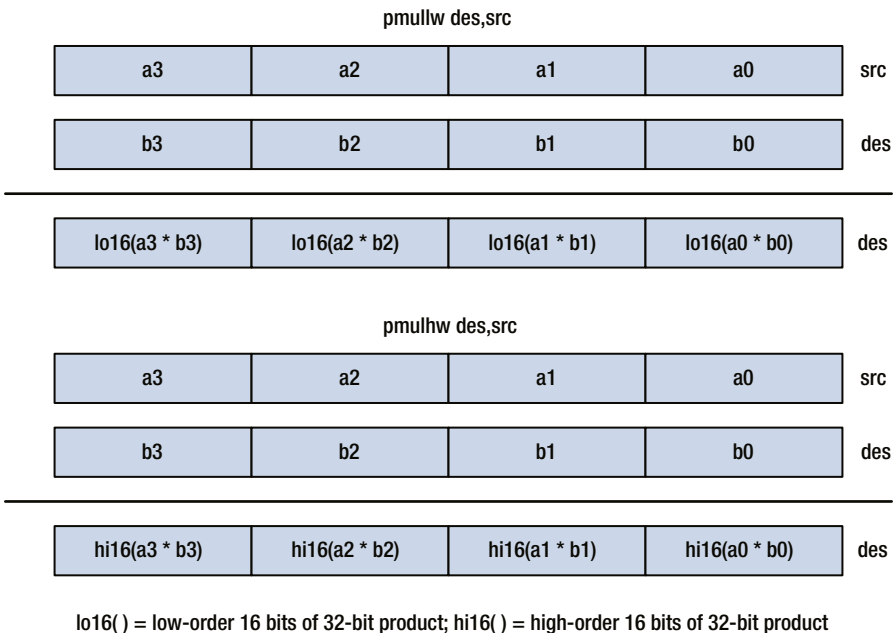 pmullw des,src
a3 a2 a1 a0 src
b3 b2 b1 b0 des
lo16(a3 * b3) lo16(a2 * b2) lo16(a1 * b1) lo16(a0 * b0) des
pmulhw des,src
a3 a2 a1 a0 src
b3 b2 b1 b0 des
hi16(a3 * b3) hi16(a2 * b2) hi16(a1 * b1) hi16(a0 * b0) des
lo16( ) = low-order 16 bits of 32-bit product; hi16( ) = high-order 16 bits of 32-bit product